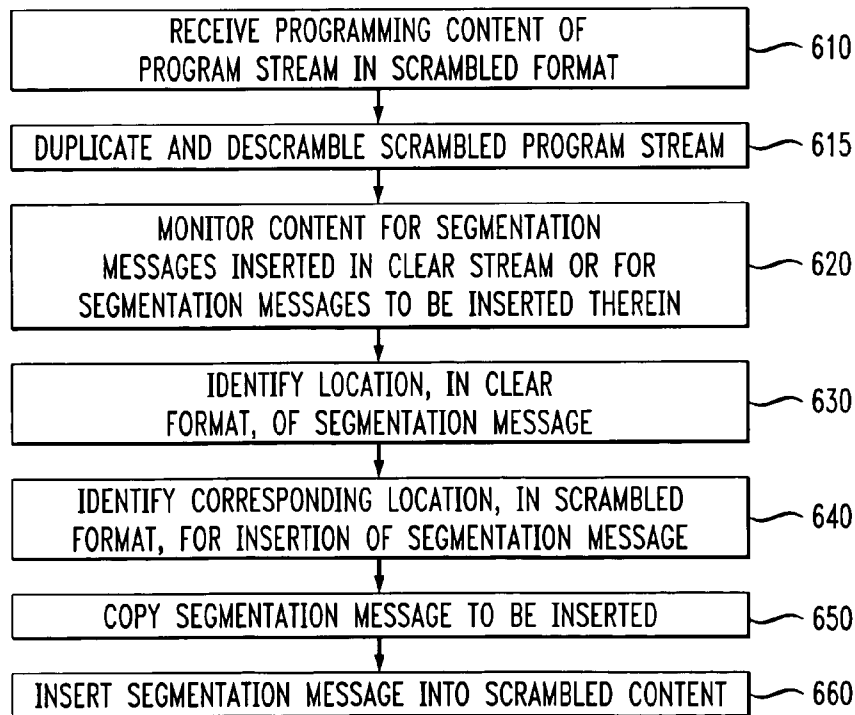 RECEIVE PROGRAMMING CONTENT OF
PROGRAM STREAM IN SCRAMBLED FORMAT
610
DUPLICATE AND DESCRAMBLE SCRAMBLED PROGRAM STREAM
615
MONITOR CONTENT FOR SEGMENTATION
MESSAGES INSERTED IN CLEAR STREAM OR FOR
SEGMENTATION MESSAGES TO BE INSERTED THEREIN
620
IDENTIFY LOCATION, IN CLEAR
FORMAT, OF SEGMENTATION MESSAGE
630
IDENTIFY CORRESPONDING LOCATION, IN SCRAMBLED
FORMAT, FOR INSERTION OF SEGMENTATION MESSAGE
640
COPY SEGMENTATION MESSAGE TO BE INSERTED
650
INSERT SEGMENTATION MESSAGE INTO SCRAMBLED CONTENT
660